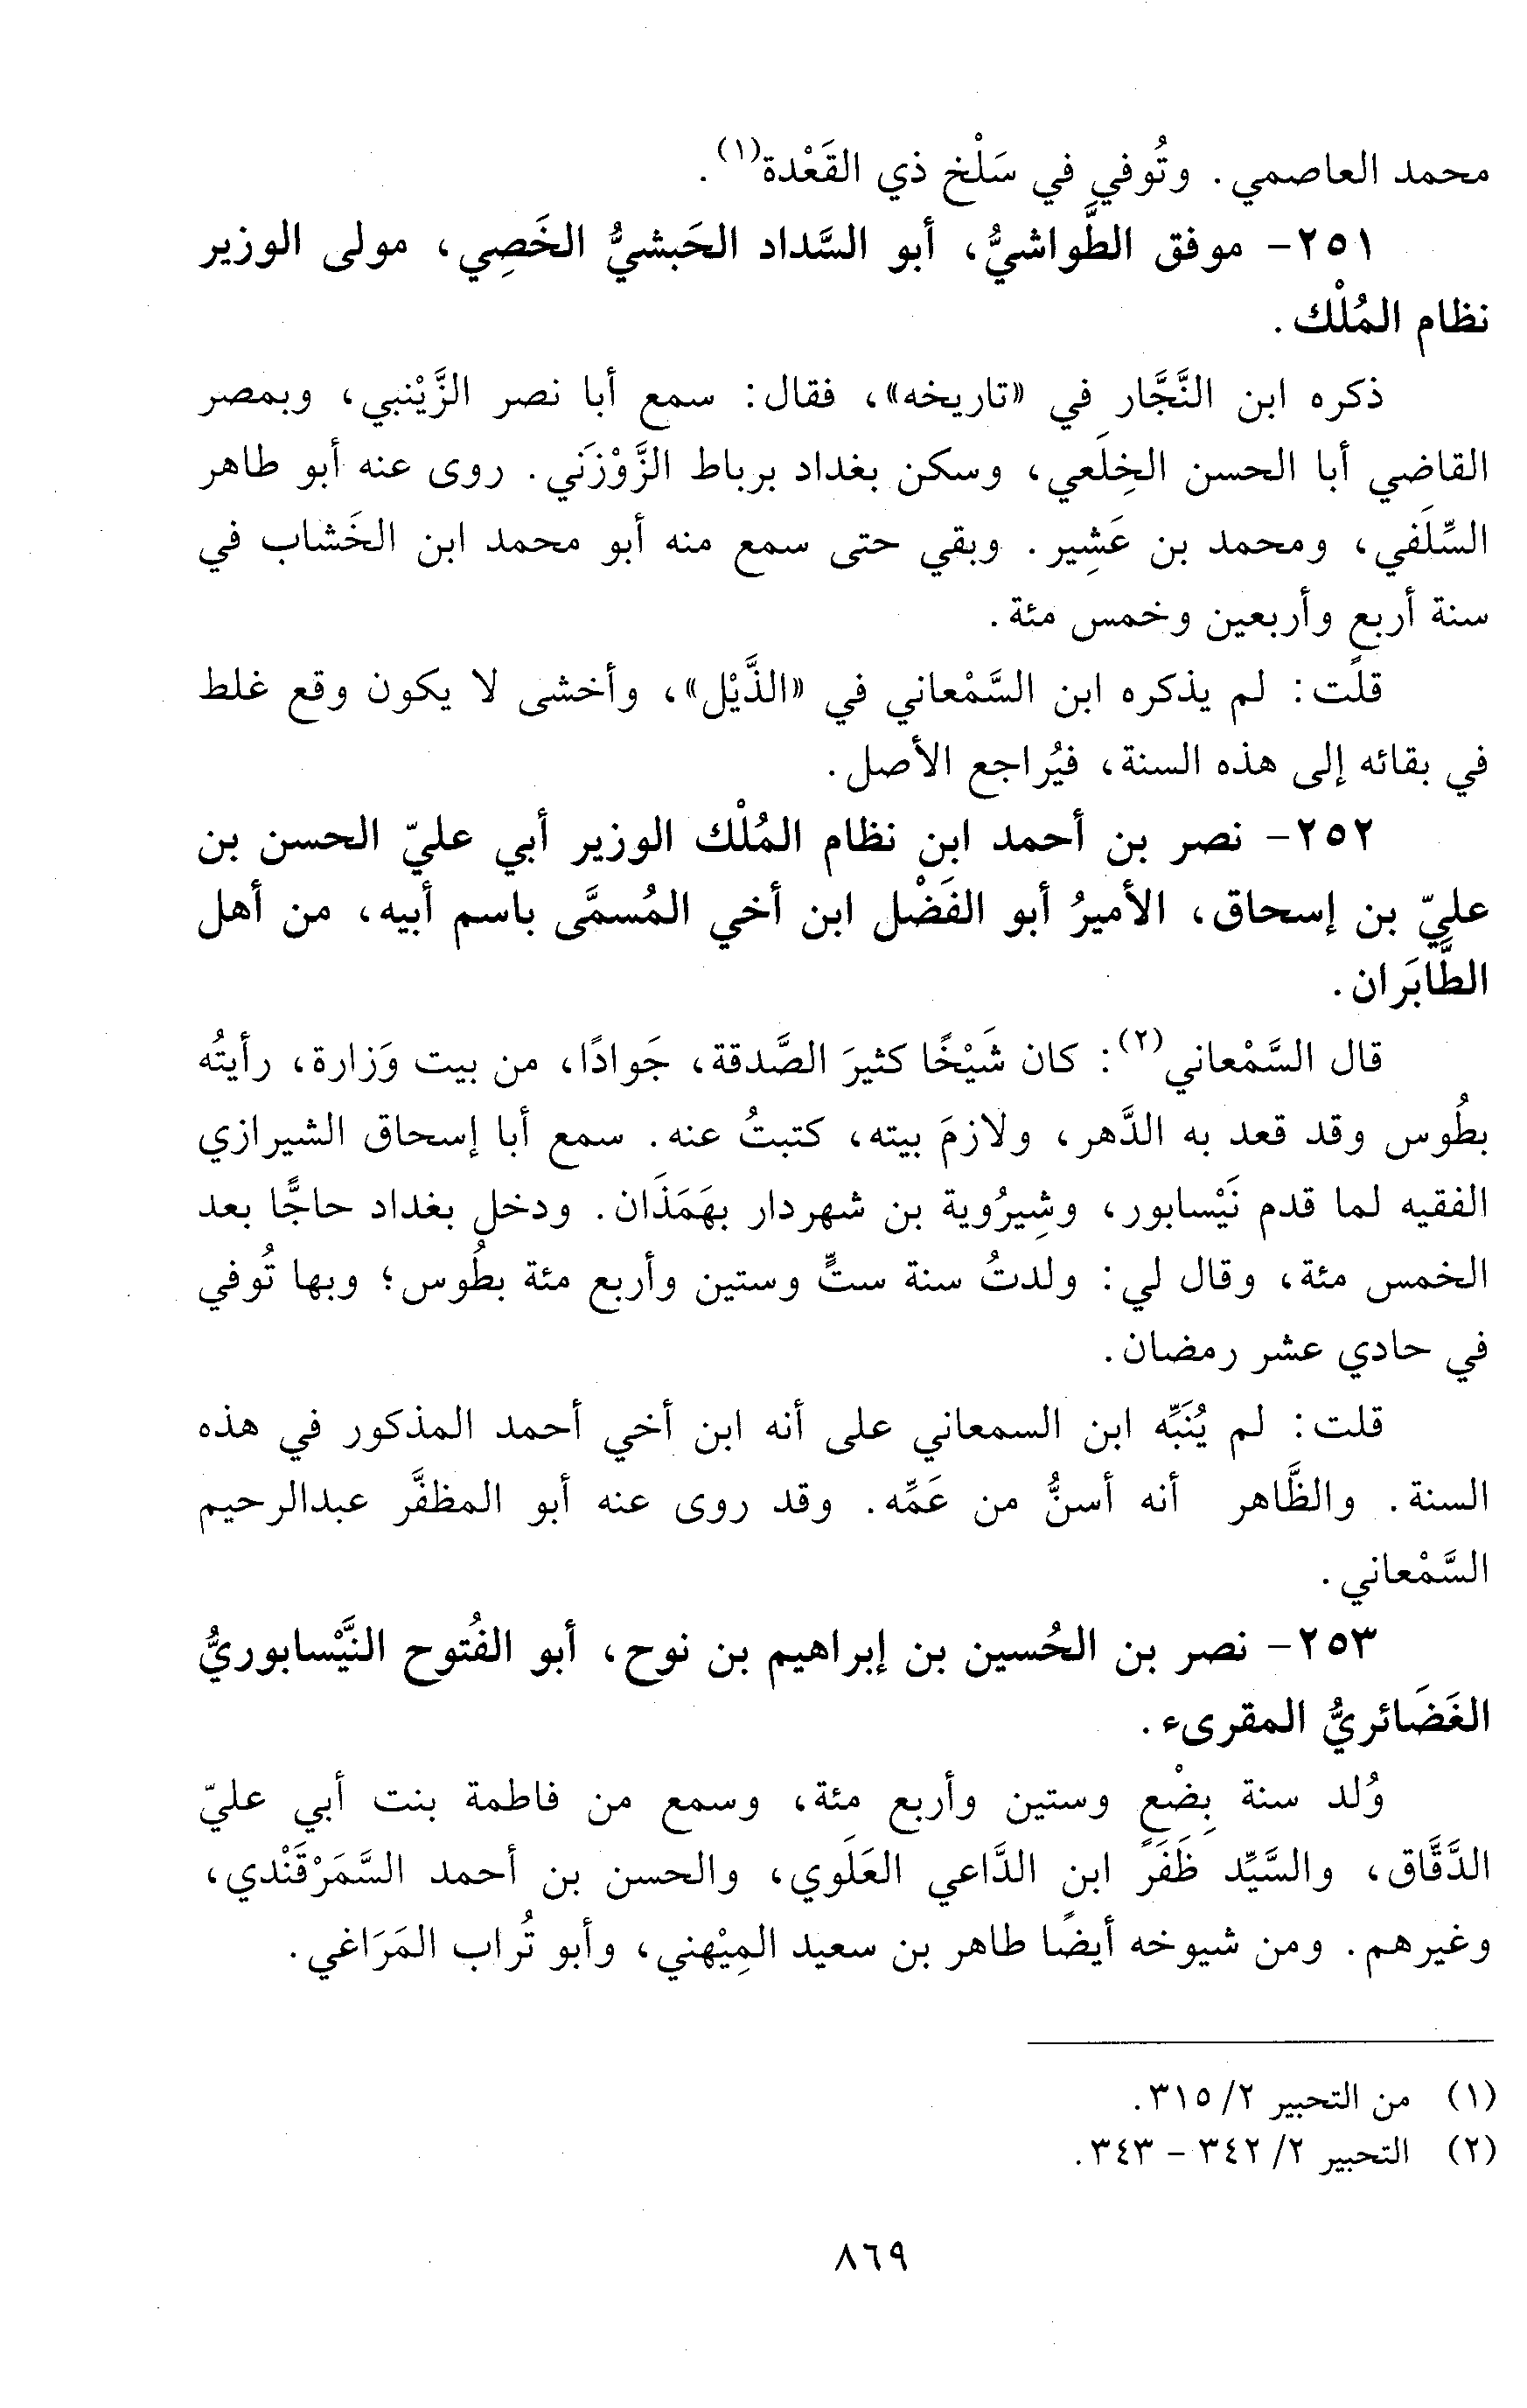 محمد العاصمي. وتُوفي في سَلْخ ذي القَعْدة(١).
٢٥١- موفق الطَّواشيُّ، أبو السَّداد الحَبشيُّ الخَصِي، مولى الوزير
نظام المُلْك.
ذكره ابن النَّجَّار في «تاريخه»، فقال: سمع أبا نصر الزَّيْنبي، وبمصر
القاضي أبا الحسن الخِلَعي، وسكن بغداد برباط الزَّوْزَني. روى عنه أبو طاهر
السِّلَفي، ومحمد بن عَشِير. وبقي حتى سمع منه أبو محمد ابن الخَشاب في
سنة أربع وأربعين وخمس مئة.
قلت: لم يذكره ابن السَّمْعاني في «الذَّيْل»، وأخشى لا يكون وقع غلط
في بقائه إلى هذه السنة، فيُراجع الأصل.
٢٥٢- نصر بن أحمد ابن نظام المُلْك الوزير أبي عليّ الحسن بن
عليّ بن إسحاق، الأميرُ أبو الفَضْل ابن أخي المُسمَّى باسم أبيه، من أهل
الطَّابَران.
قال السَّمْعاني(٢): كان شَيْخًا كثيرَ الصَّدقة، جَوادًا، من بيت وَزارة، رأيتُه
بطُوس وقد قعد به الدَّهر، ولازمَ بيته، كتبتُ عنه. سمع أبا إسحاق الشيرازي
الفقيه لما قدم نَيْسابور، وشِيرُوية بن شهردار بهَمَذَان. ودخل بغداد حاجًّا بعد
الخمس مئة، وقال لي: ولدتُ سنة ستٍّ وستين وأربع مئة بطُوس؛ وبها تُوفي
في حادي عشر رمضان.
قلت: لم يُنَبِّه ابن السمعاني على أنه ابن أخي أحمد المذكور في هذه
السنة. والظَّاهر أنه أسنُّ من عَمِّه. وقد روى عنه أبو المظفَّر عبدالرحيم
السَّمْعاني.
٢٥٣- نصر بن الحُسين بن إبراهيم بن نوح، أبو الفُتوح النَّيْسابوريُّ
الغَضَائريُّ المقرىء.
وُلد سنة بِضْعٍ وستين وأربع مئة، وسمع من فاطمة بنت أبي عليّ
الدَّقَّاق، والسَّيِّد ظَفَرً ابن الدَّاعي العَلَوي، والحسن بن أحمد السَّمَرْقَنْدي،
وغيرهم. ومن شيوخه أيضًا طاهر بن سعيد المِيْهني، وأبو تُراب المَرَاغي.
(١) من التحبير ٢/ ٣١٥.
(٢) التحبير ٢/ ٣٤٢ - ٣٤٣.
٨٦٩